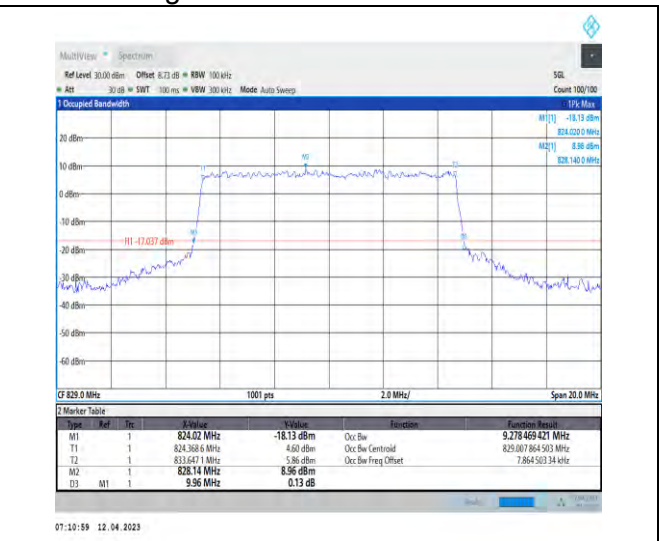 MultiView Spectrum
Ref Level 30.00 dBm Offset 8.73 dB RBW 100 kHz SGL
Att 30 dB SWT 100 ms VBW 300 kHz Mode Auto Sweep Count 100/100
1 Occupied Bandwidth 1Pk Max
M1[1] -18.13 dBm
824.020 0 MHz
M2[1] 8.98 dBm
828.140 0 MHz
20 dBm
10 dBm
0 dBm
-10 dBm
H1 -17.037 dBm
-20 dBm
-30 dBm
-40 dBm
-50 dBm
-60 dBm
M2
T1
M1
CF 829.0 MHz 1001 pts 2.0 MHz/ Span 20.0 MHz
2 Marker Table
Type Ref Trc X-Value Y-Value Function Function Result
M1 1 824.02 MHz -18.13 dBm Occ Bw 9.278 469 421 MHz
T1 1 824.368 6 MHz 4.60 dBm Occ Bw Centroid 829.007 864 503 MHz
T2 1 833.647 1 MHz 5.86 dBm Occ Bw Freq Offset 7.864 503 34 kHz
M2 1 828.14 MHz 8.96 dBm
D3 M1 1 9.96 MHz 0.13 dB
07:10:59 12.04.2023